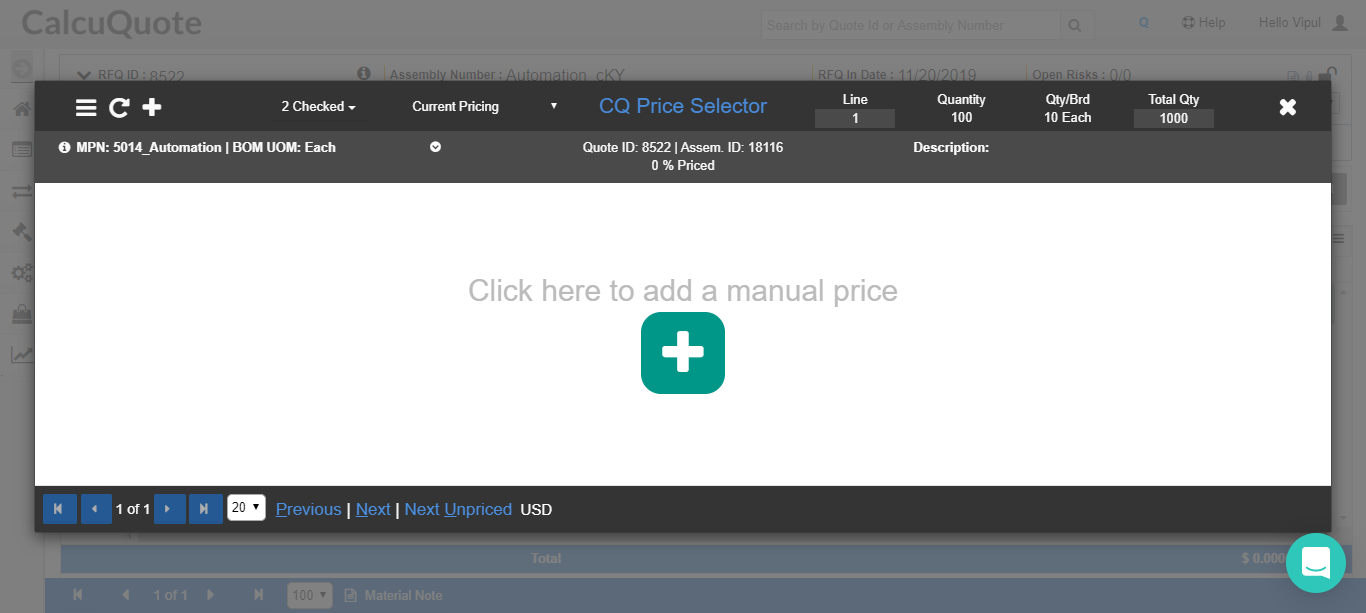 CalcuQuote
Search by Quote Id or Assembly Number
Q
Help
Hello Vipul
RFQ ID : 8522
Assembly Number : Automation_cKY
RFQ In Date : 11/20/2019
Open Risks : 0/0
2 Checked
Current Pricing
CQ Price Selector
Line
1
Quantity
100
Qty/Brd
10 Each
Total Qty
1000
MPN: 5014_Automation | BOM UOM: Each
Quote ID: 8522 | Assem. ID: 18116
0 % Priced
Description:
Click here to add a manual price
1 of 1
20
Previous | Next | Next Unpriced USD
Total
$ 0.000
1 of 1
100
Material Note